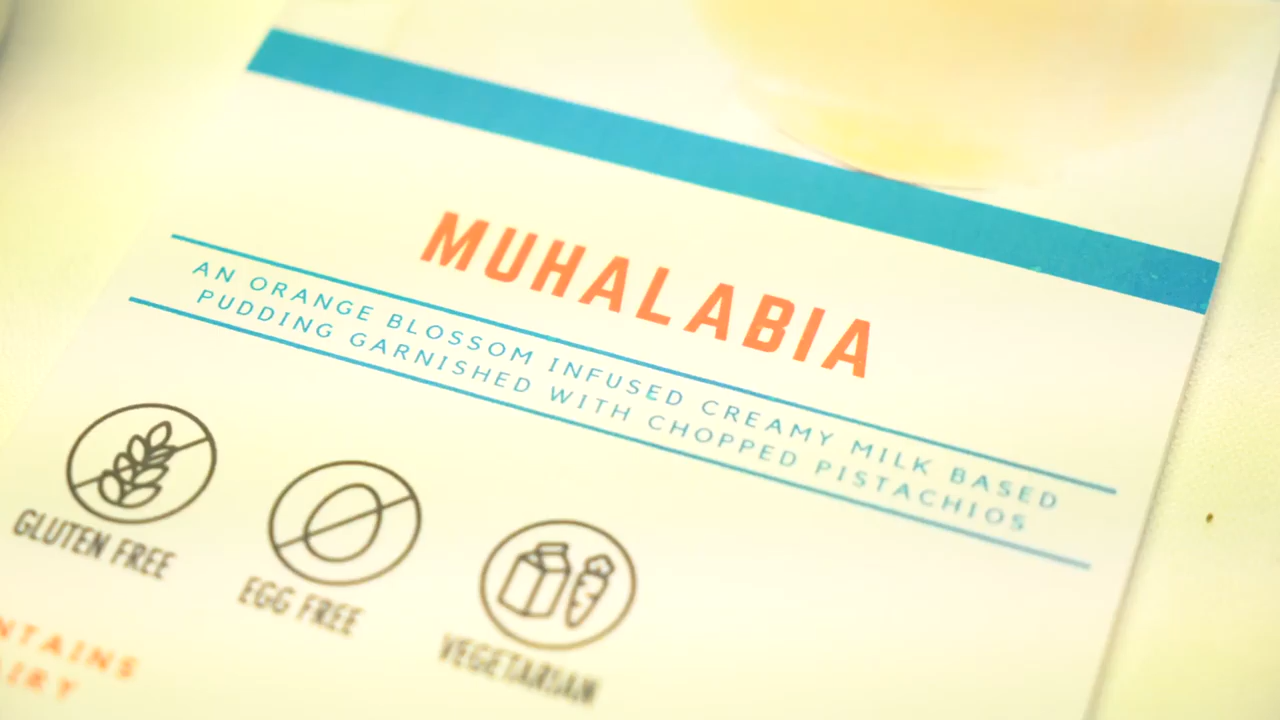 MUHALABIA
AN ORANGE BLOSSOM INFUSED CREAMY MILK BASED
PUDDING GARNISHED WITH CHOPPED PISTACHIOS
GLUTEN FREE
EGG FREE
VEGETARIAN